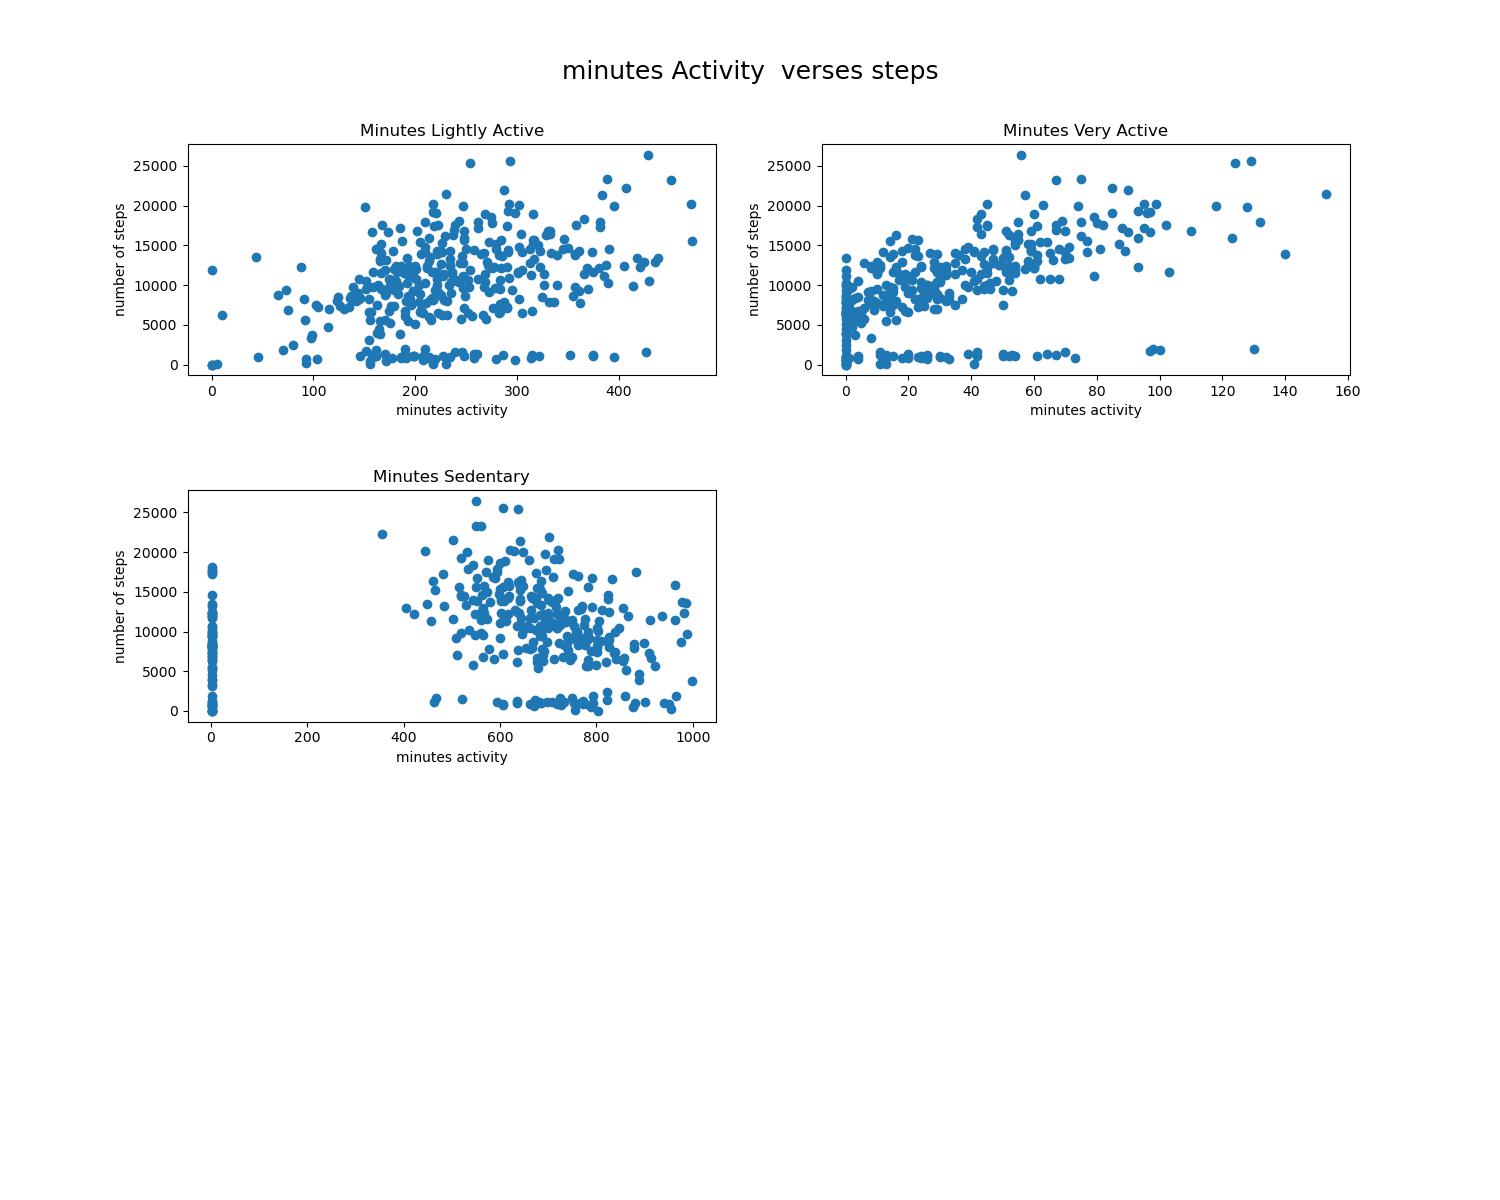 minutes Activity  verses steps
Minutes Lightly Active
number of steps
25000
20000
15000
10000
5000
0
0 100 200 300 400
minutes activity
Minutes Very Active
number of steps
25000
20000
15000
10000
5000
0
0 20 40 60 80 100 120 140 160
minutes activity
Minutes Sedentary
number of steps
25000
20000
15000
10000
5000
0
0 200 400 600 800 1000
minutes activity